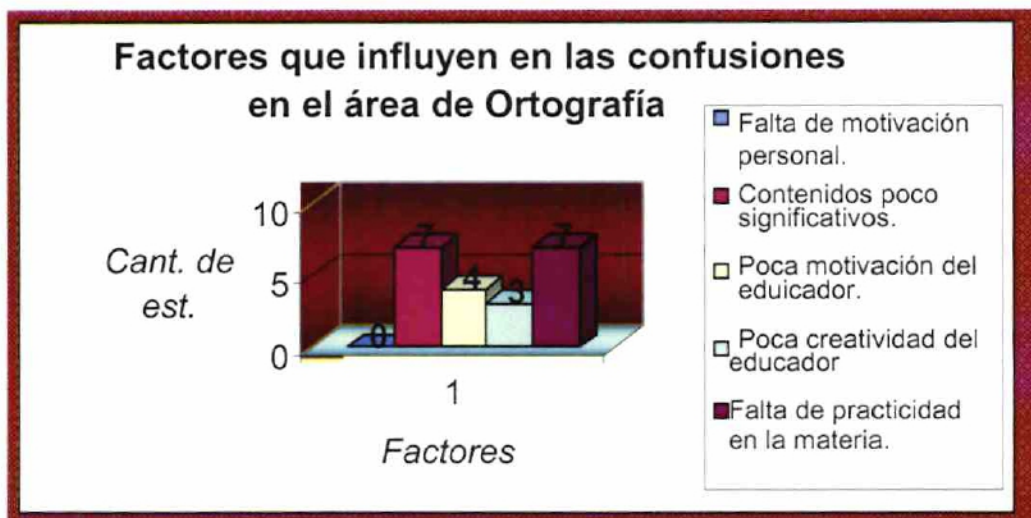 Factores que influyen en las confusiones
en el área de Ortografía
10
5
0
Cant. de
est.
0
7
4
3
7
1
Factores
Falta de motivación
personal.
Contenidos poco
significativos.
Poca motivación del
eduicador.
Poca creatividad del
educador
Falta de practicidad
en la materia.